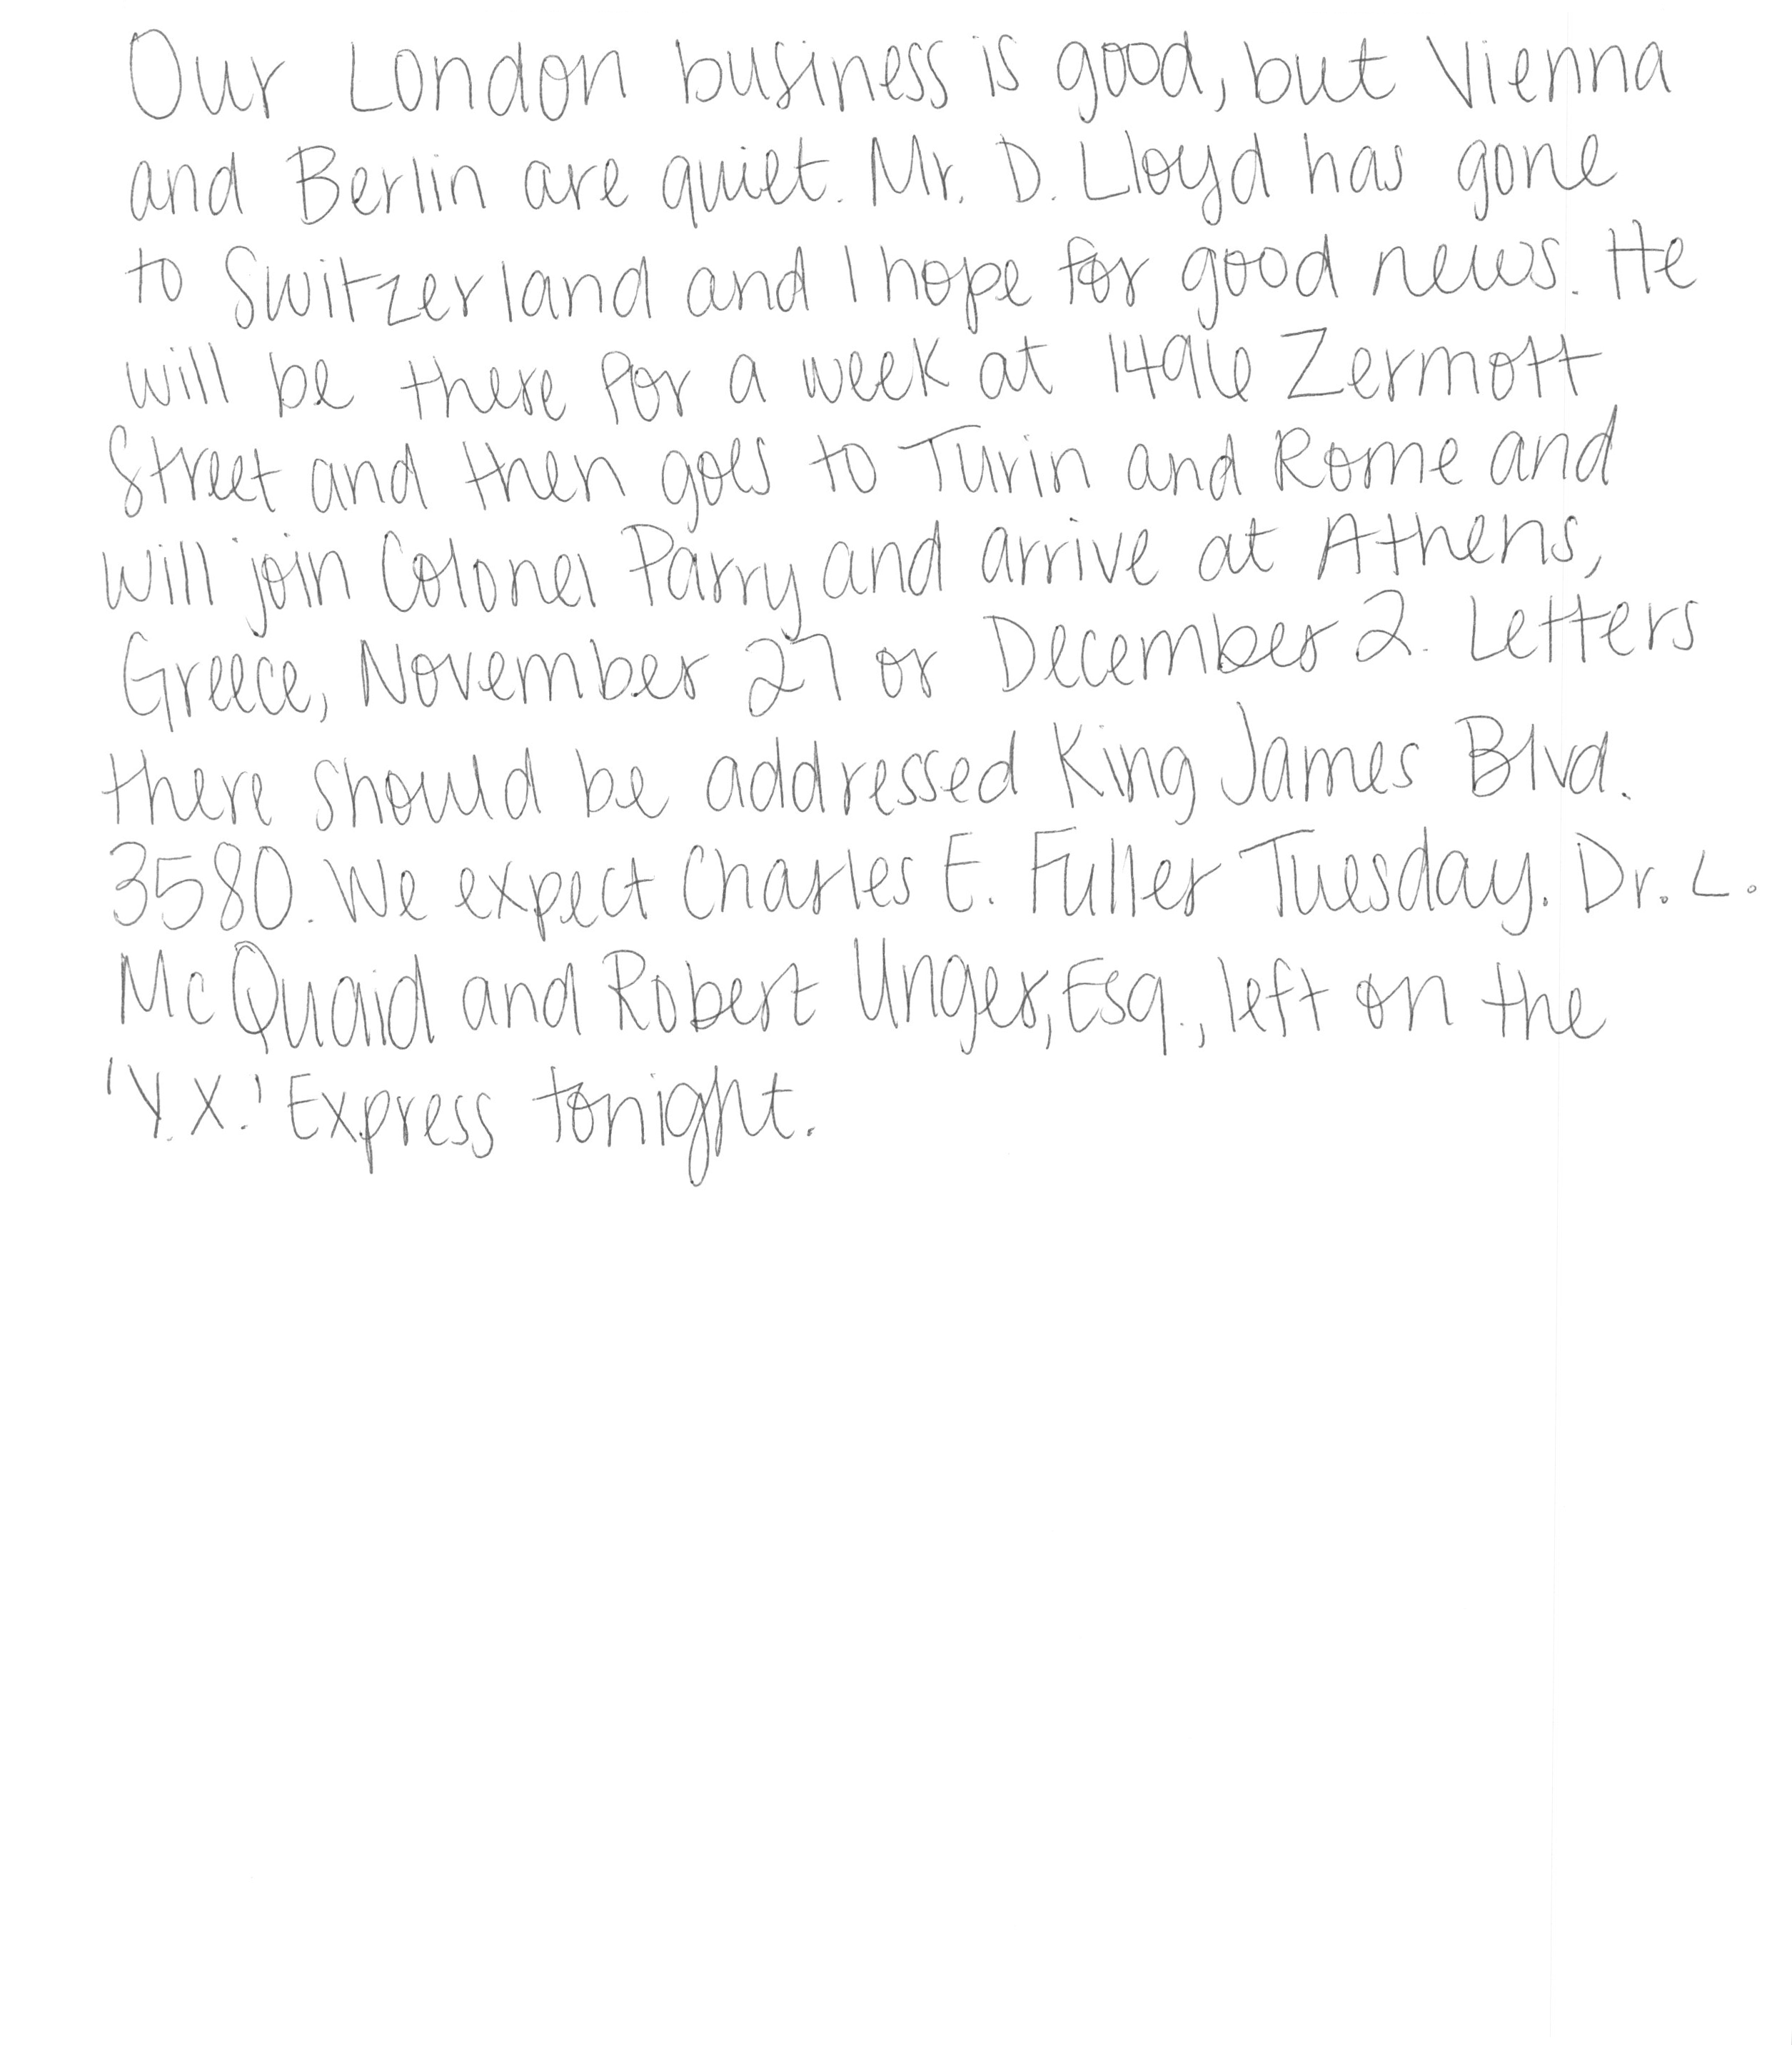 Our London business is good, but Vienna
and Berlin are quiet. Mr. D. Lloyd has gone
to Switzerland and I hope for good news. He
will be there for a week at 1496 Zermott
Street and then goes to Turin and Rome and
will join Colonel Parry and arrive at Athens,
Greece, November 27 or December 2. Letters
there should be addressed King James Blvd.
3580. We expect Charles E. Fuller Tuesday. Dr. L.
McQuaid and Robert Unger, Esq., left on the
'Y.X.' Express tonight.